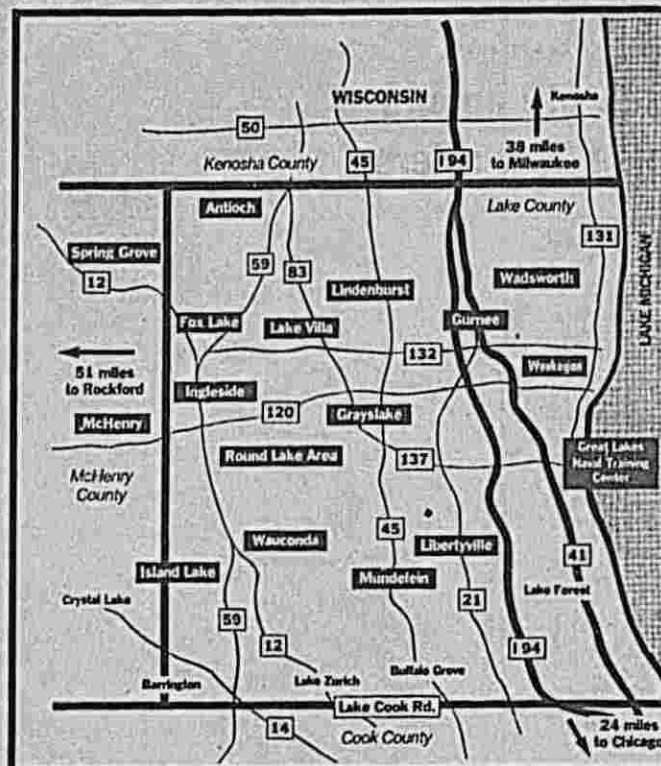 WISCONSIN
Kenosha
50
38 miles
to Milwaukee
Kenosha County
45
I 94
Antioch
Lake County
131
Spring Grove
12
59
83
Lindenhurst
Wadsworth
LAKE MICHIGAN
Fox Lake
Lake Villa
Gurnee
132
51 miles
to Rockford
Waukegan
Ingleside
McHenry
120
Grayslake
Round Lake Area
137
Great Lakes
Naval Training
Center
McHenry
County
45
Wauconda
Libertyville
41
Island Lake
Mundelein
Crystal Lake
59
21
Lake Forest
12
I 94
Barrington
Lake Zurich
Buffalo Grove
Lake Cook Rd.
14
Cook County
24 miles
to Chicago